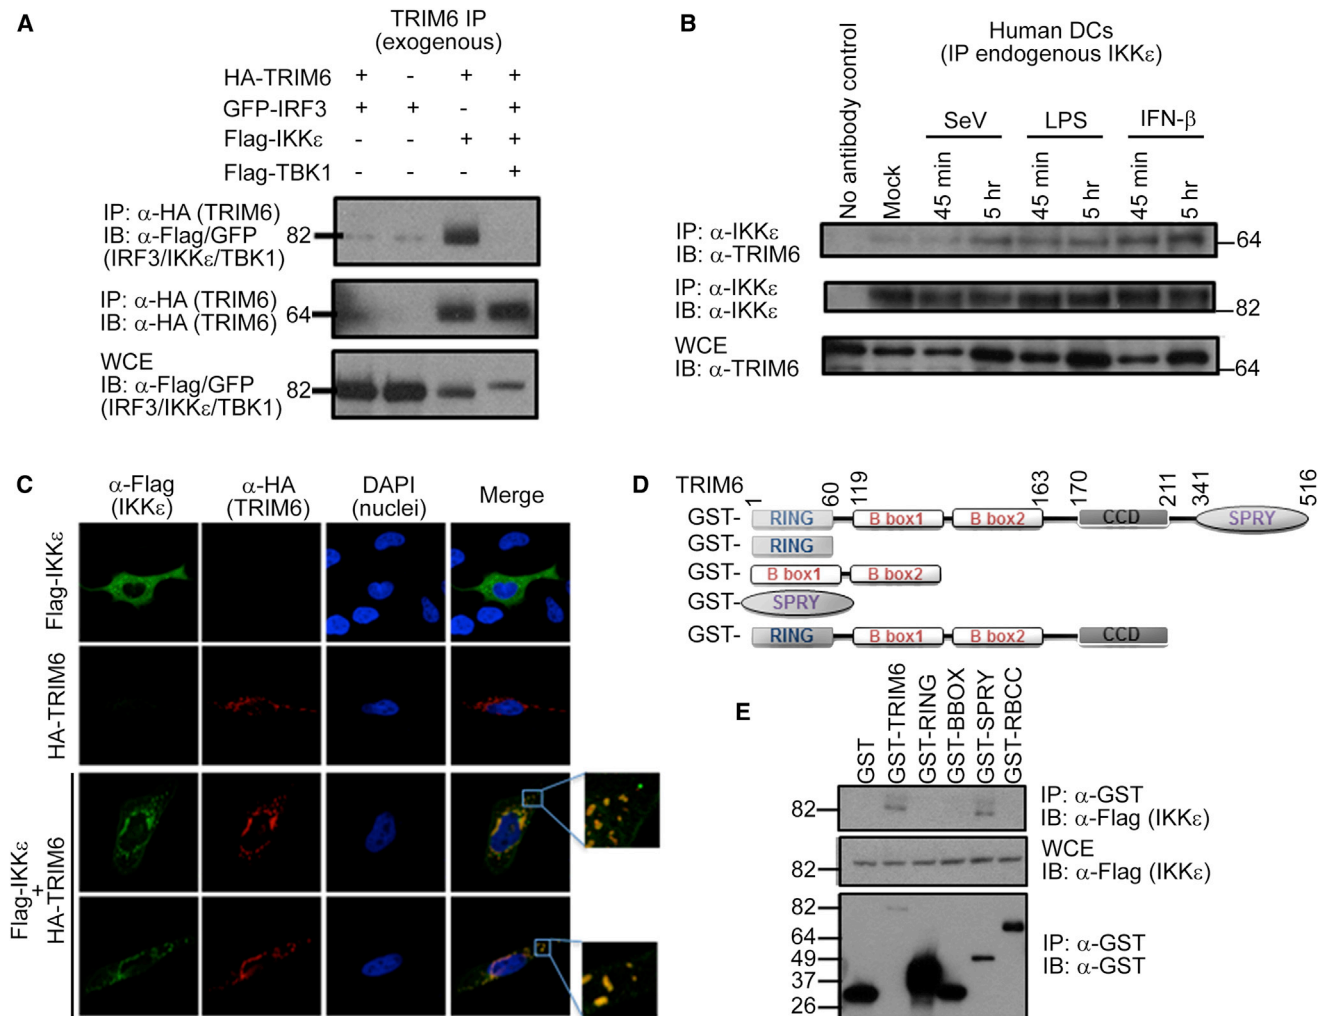 A
TRIM6 IP
(exogenous)
HA-TRIM6 + - + +
GFP-IRF3 + + - +
Flag-IKKε - - + +
Flag-TBK1 - - - +
IP: α-HA (TRIM6)
IB: α-Flag/GFP
(IRF3/IKKε/TBK1)
82
IP: α-HA (TRIM6)
IB: α-HA (TRIM6)
64
WCE
IB: α-Flag/GFP
(IRF3/IKKε/TBK1)
82
B
Human DCs
(IP endogenous IKKε)
No antibody control
Mock
SeV
LPS
IFN-β
45 min
5 hr
45 min
5 hr
45 min
5 hr
IP: α-IKKε
IB: α-TRIM6
64
IP: α-IKKε
IB: α-IKKε
82
WCE
IB: α-TRIM6
64
C
α-Flag
(IKKε)
α-HA
(TRIM6)
DAPI
(nuclei)
Merge
Flag-IKKε
HA-TRIM6
Flag-IKKε
+
HA-TRIM6
D
TRIM6
1 60 119 163 170 211 341 516
GST- RING B box1 B box2 CCD SPRY
GST- RING
GST- B box1 B box2
GST- SPRY
GST- RING B box1 B box2 CCD
E
GST
GST-TRIM6
GST-RING
GST-BBOX
GST-SPRY
GST-RBCC
82
IP: α-GST
IB: α-Flag (IKKε)
82
WCE
IB: α-Flag (IKKε)
82
64
49
37
26
IP: α-GST
IB: α-GST